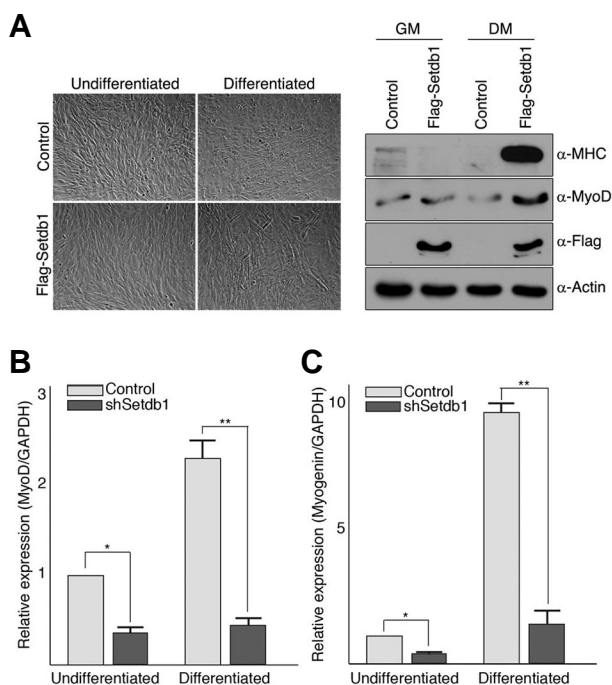 A
Undifferentiated Differentiated
Control
Flag-Setdb1
GM DM
Control
Flag-Setdb1
Control
Flag-Setdb1
α-MHC
α-MyoD
α-Flag
α-Actin
B
Relative expression (MyoD/GAPDH)
3
2
1
0
Control
shSetdb1
*
**
Undifferentiated Differentiated
C
Relative expression (Myogenin/GAPDH)
10
5
0
Control
shSetdb1
*
**
Undifferentiated Differentiated